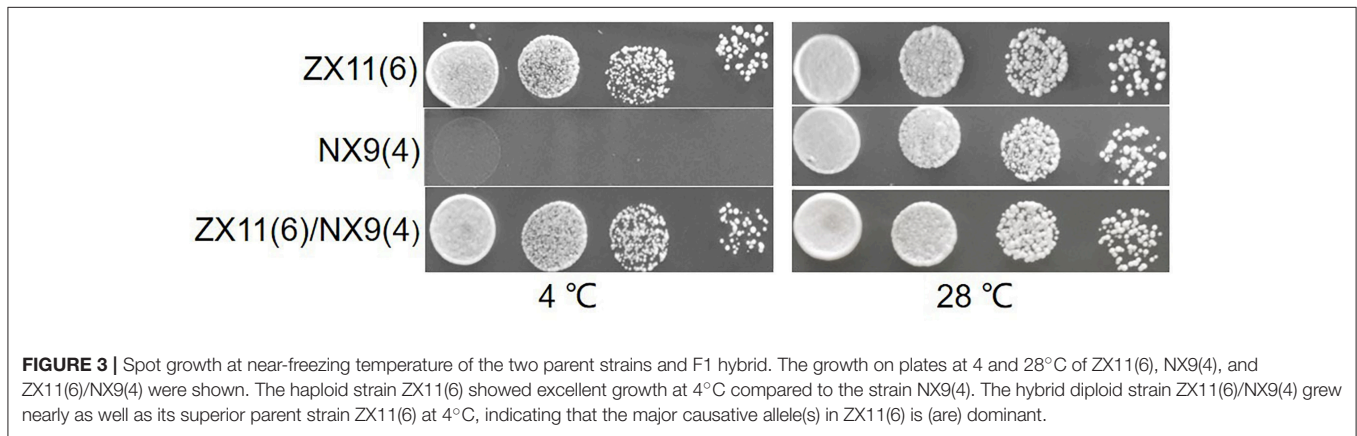 ZX11(6)
NX9(4)
ZX11(6)/NX9(4)
4 ℃
28 ℃
FIGURE 3 | Spot growth at near-freezing temperature of the two parent strains and F1 hybrid. The growth on plates at 4 and 28°C of ZX11(6), NX9(4), and
ZX11(6)/NX9(4) were shown. The haploid strain ZX11(6) showed excellent growth at 4°C compared to the strain NX9(4). The hybrid diploid strain ZX11(6)/NX9(4) grew
nearly as well as its superior parent strain ZX11(6) at 4°C, indicating that the major causative allele(s) in ZX11(6) is (are) dominant.